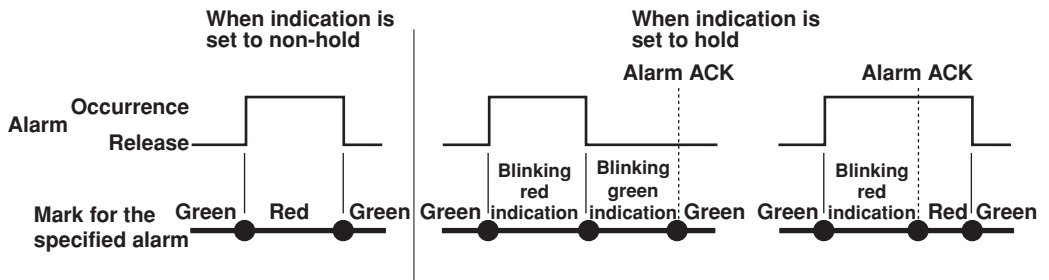 When indication is
set to non-hold
When indication is
set to hold
Alarm ACK
Alarm ACK
Alarm
Occurrence
Release
Blinking
red
indication
Blinking
green
indication
Blinking
red
indication
Mark for the
specified alarm
Green
Red
Green
Green
Green
Green
Red
Green